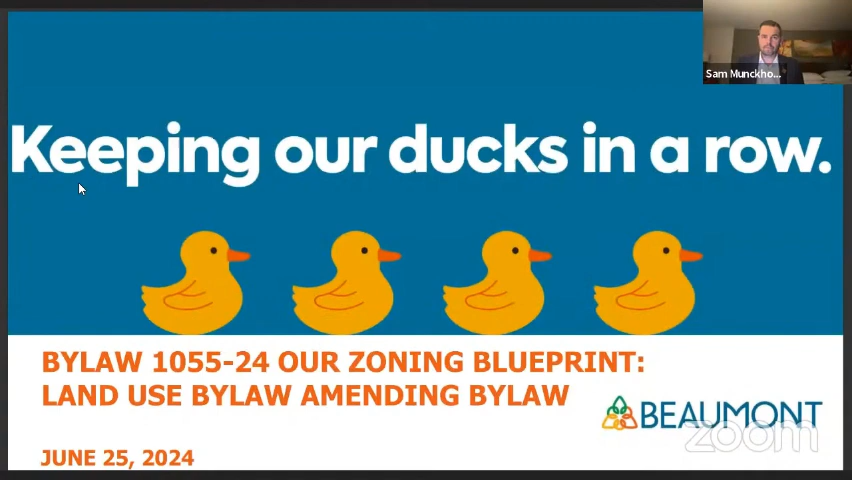 Sam Munckho...
Keeping our ducks in a row.
BYLAW 1055-24 OUR ZONING BLUEPRINT:
LAND USE BYLAW AMENDING BYLAW
BEAUMONT
zoom
JUNE 25, 2024